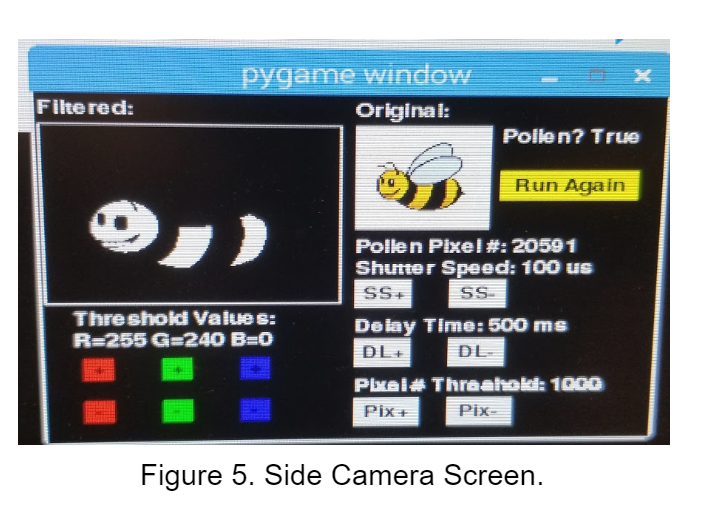 pygame window
Filtered:
Original:
Pollen? True
Run Again
Pollen Pixel #: 20591
Shutter Speed: 100 us
SS+ SS-
Threshold Values:
R=255 G=240 B=0
+ + +
- - -
Delay Time: 500 ms
DL+ DL-
Pixel # Threshold: 1000
Pix+ Pix-
Figure 5. Side Camera Screen.